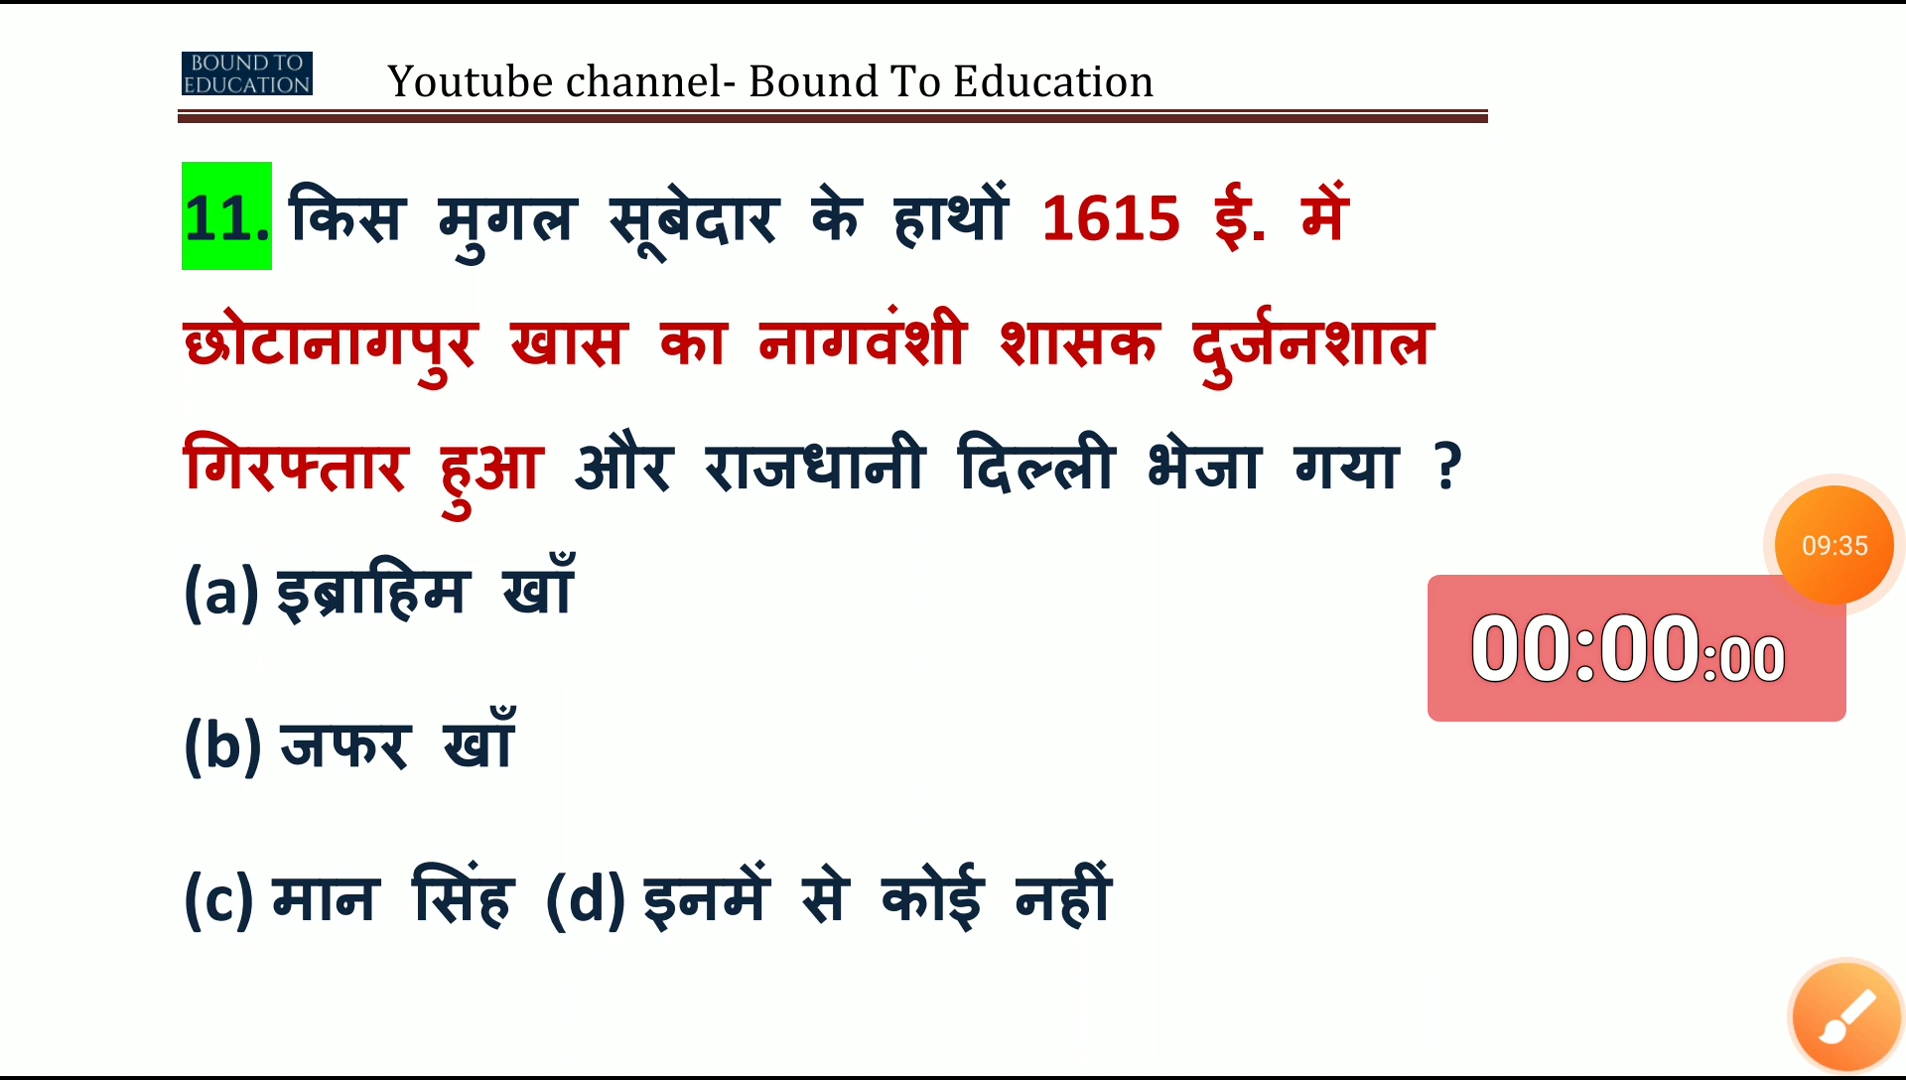 BOUND TO
EDUCATION
Youtube channel- Bound To Education
11. किस मुगल सूबेदार के हाथों 1615 ई. में
छोटानागपुर खास का नागवंशी शासक दुर्जनशाल
गिरफ्तार हुआ और राजधानी दिल्ली भेजा गया ?
(a) इब्राहिम खाँ
09:35
00:00:00
(b) जफर खाँ
(c) मान सिंह (d) इनमें से कोई नहीं